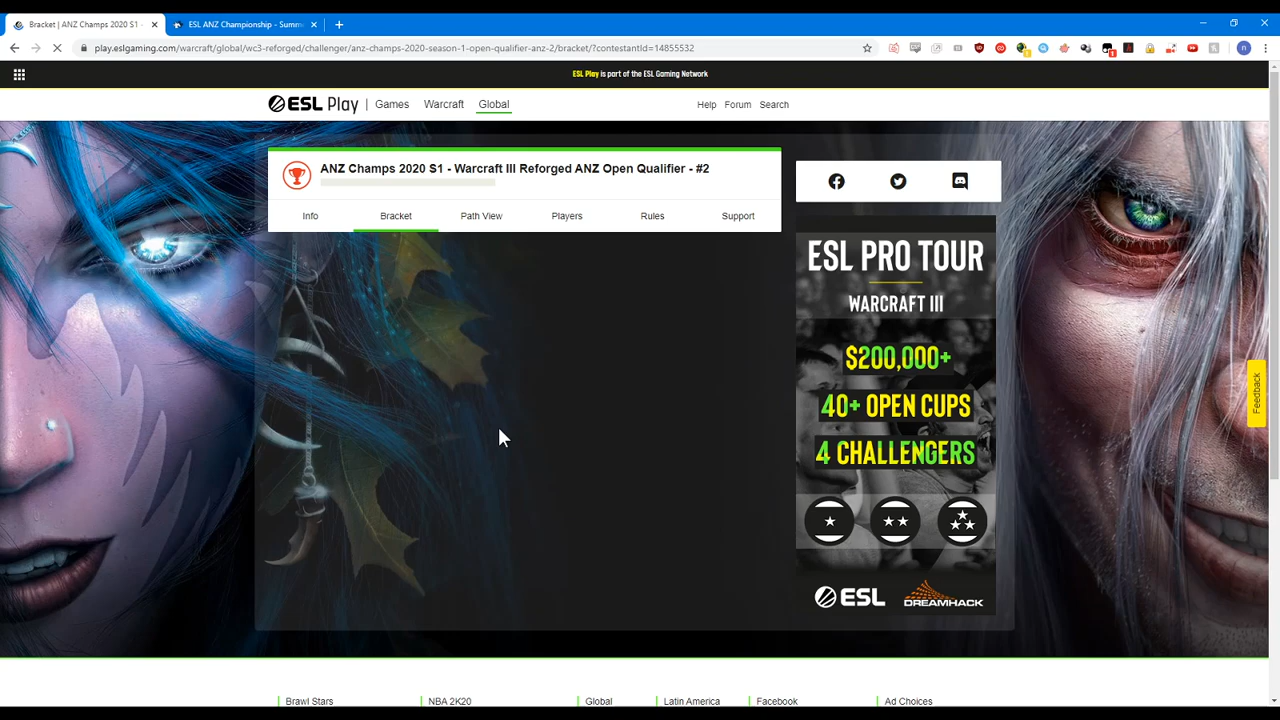 Bracket | ANZ Champs 2020 S1 -
ESL ANZ Championship - Summ
play.eslgaming.com/warcraft/global/wc3-reforged/challenger/anz-champs-2020-season-1-open-qualifier-anz-2/bracket/?contestantId=14855532
ESL Play is part of the ESL Gaming Network
ESL Play | Games Warcraft Global Help Forum Search
ANZ Champs 2020 S1 - Warcraft III Reforged ANZ Open Qualifier - #2
Info Bracket Path View Players Rules Support
ESL PRO TOUR
WARCRAFT III
$200,000+
40+ OPEN CUPS
4 CHALLENGERS
ESL DREAMHACK
Feedback
Brawl Stars NBA 2K20 Global Latin America Facebook Ad Choices